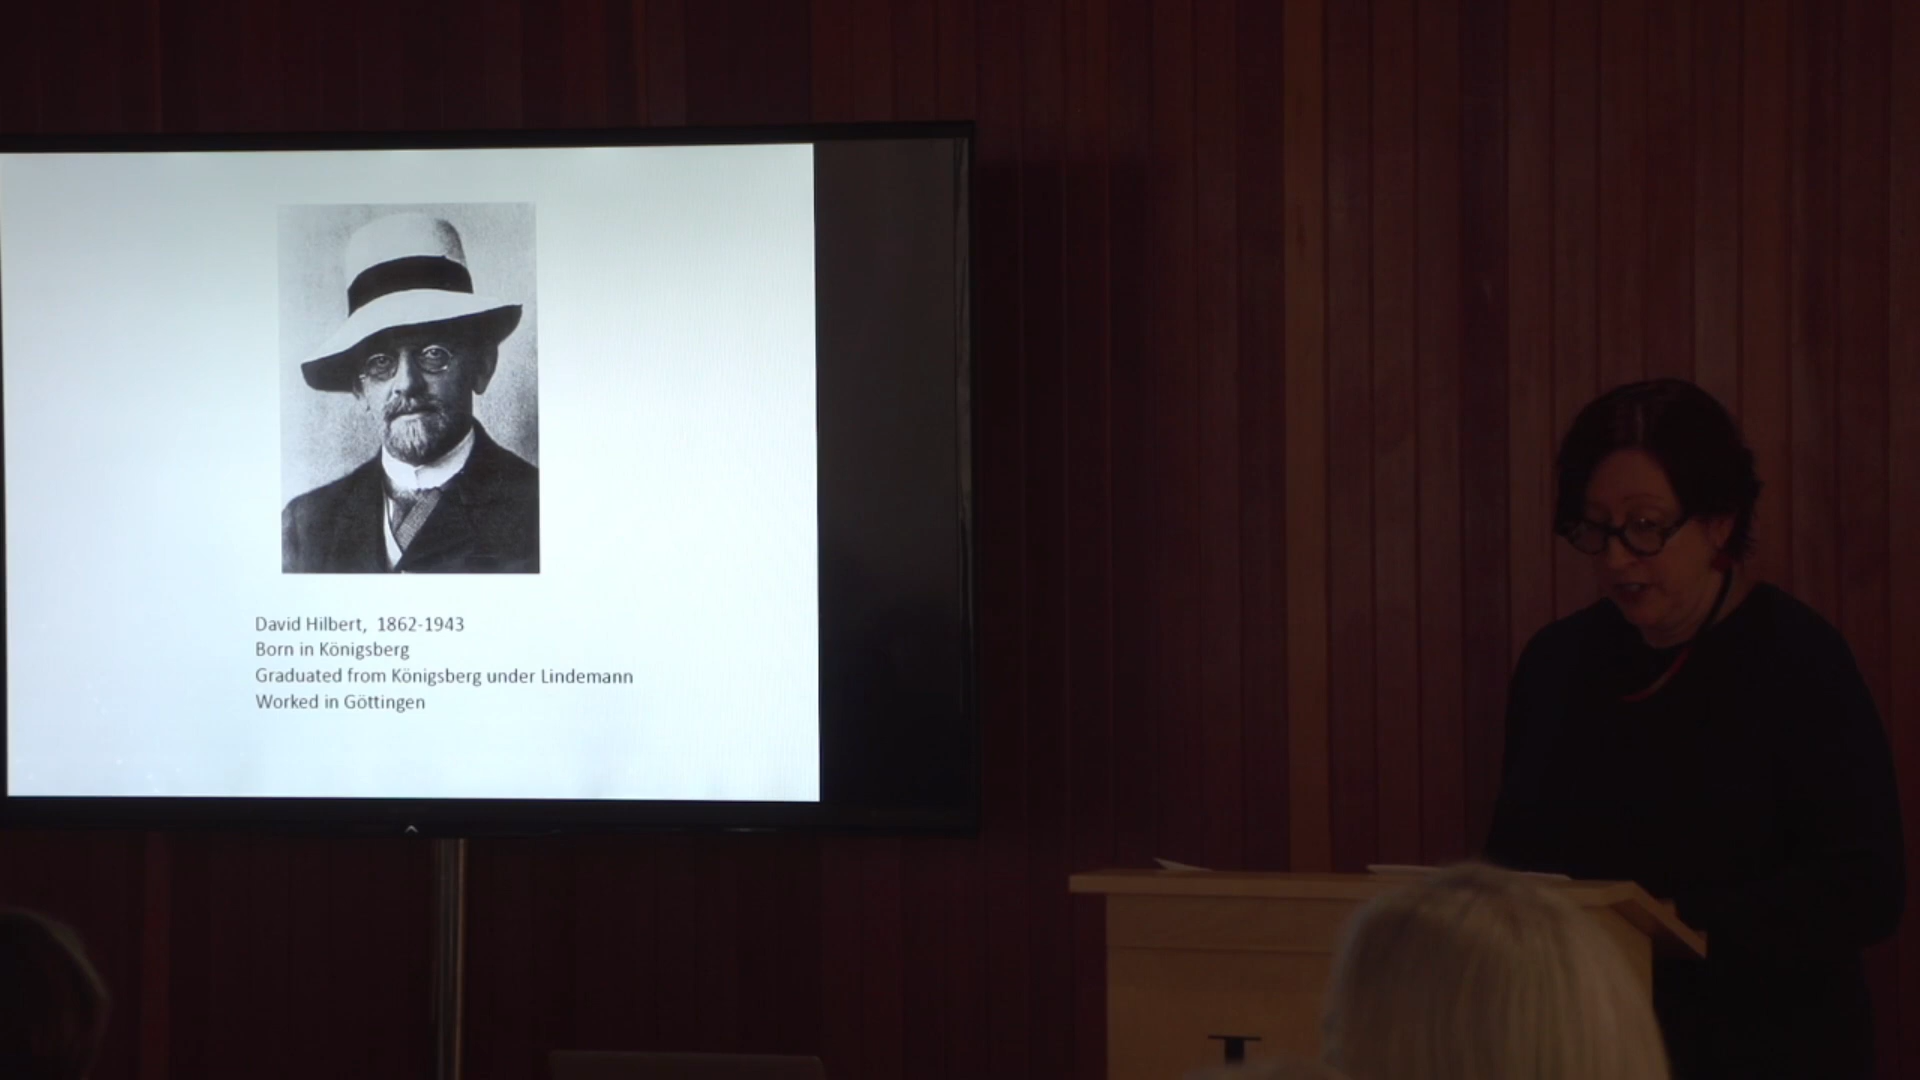 David Hilbert, 1862-1943
Born in Königsberg
Graduated from Königsberg under Lindemann
Worked in Göttingen